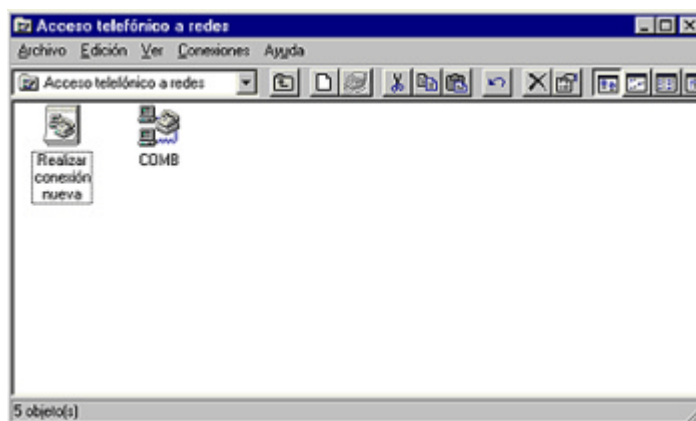 Acceso telefónico a redes
Archivo Edición Ver Conexiones Ayuda
Acceso telefónico a redes
Realizar
conexión
nueva
COMB
5 objeto(s)